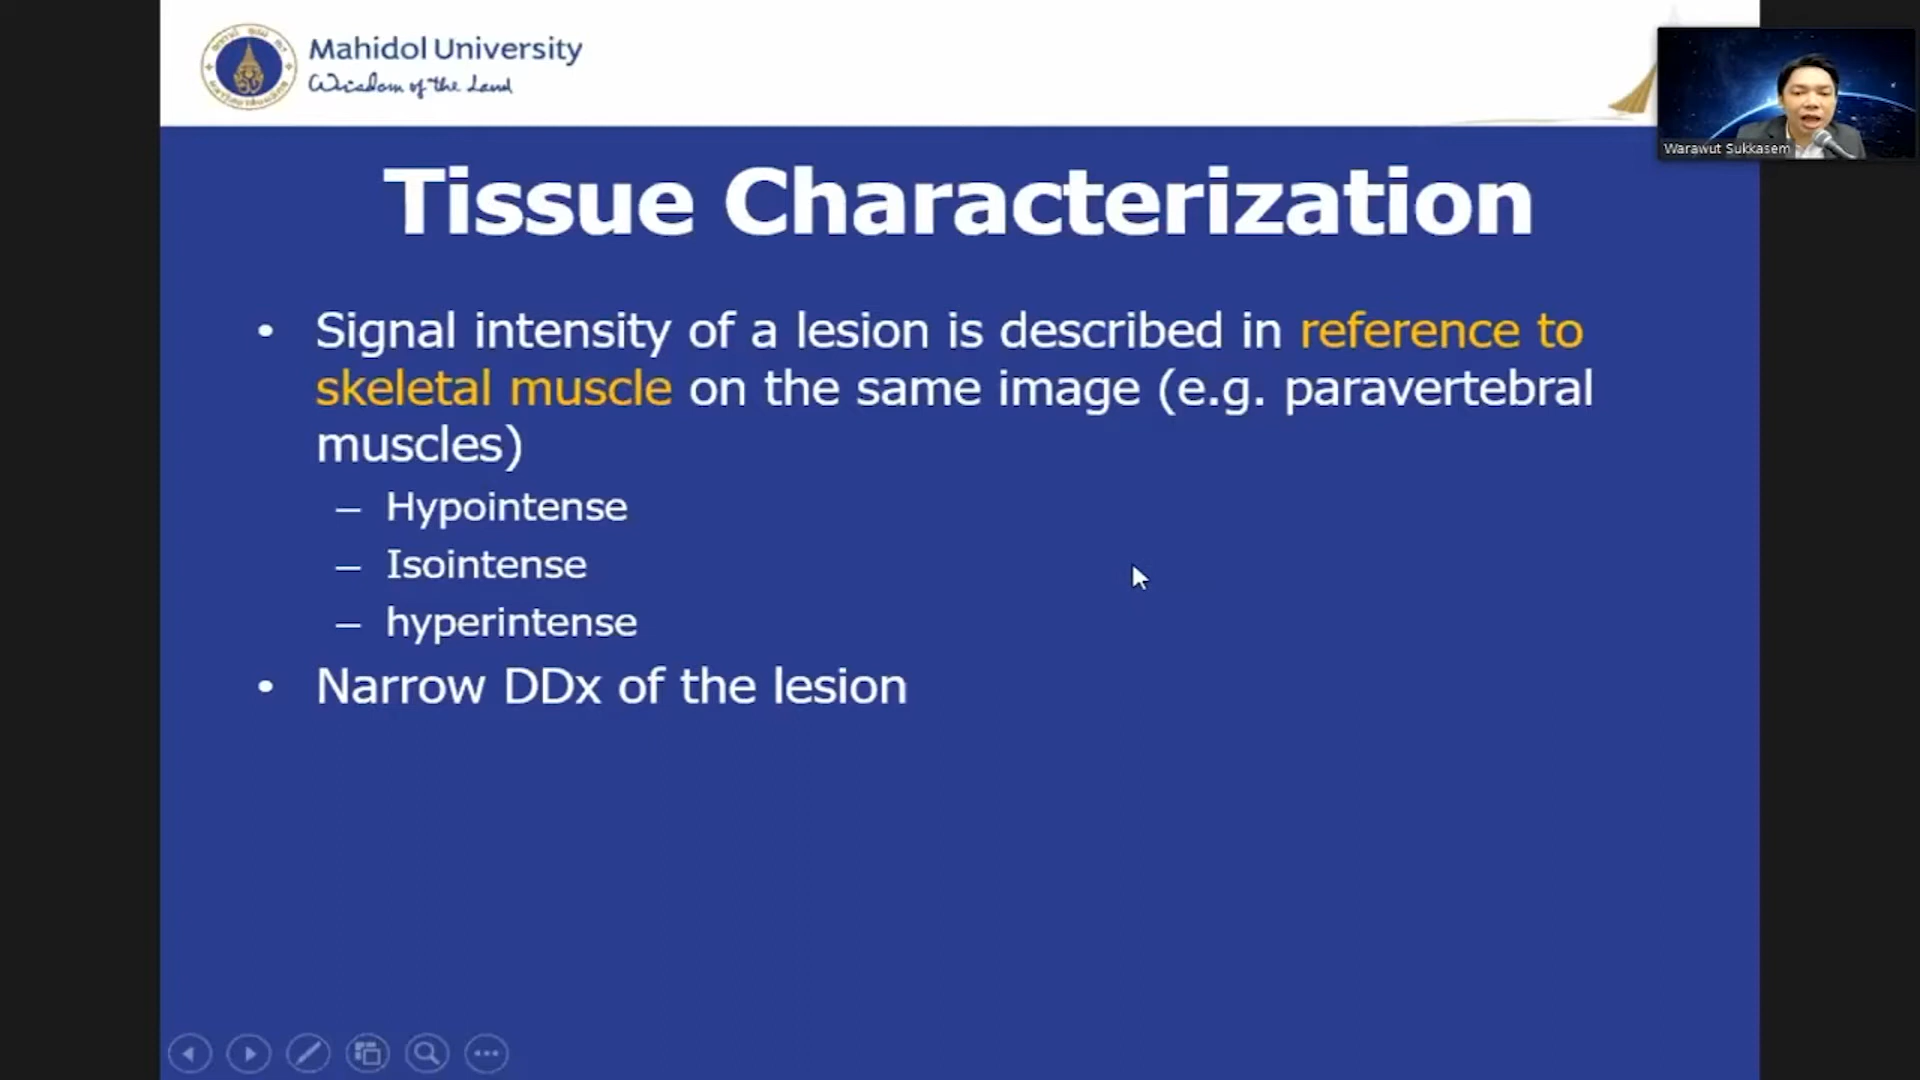 Mahidol University
Wisdom of the Land
Warawut Sukkasem
Tissue Characterization
• Signal intensity of a lesion is described in reference to
skeletal muscle on the same image (e.g. paravertebral
muscles)
– Hypointense
– Isointense
– hyperintense
• Narrow DDx of the lesion